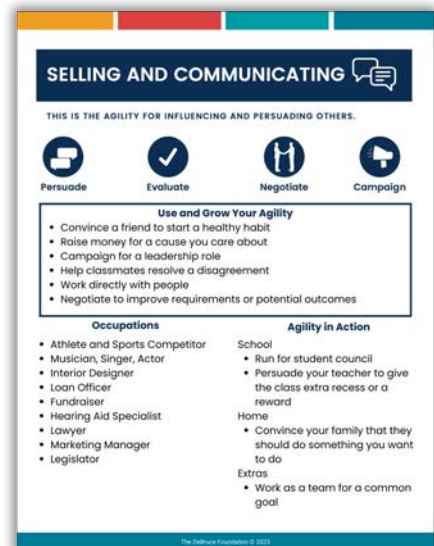 SELLING AND COMMUNICATING
THIS IS THE AGILITY FOR INFLUENCING AND PERSUADING OTHERS.
Persuade
Evaluate
Negotiate
Campaign
Use and Grow Your Agility
• Convince a friend to start a healthy habit
• Raise money for a cause you care about
• Campaign for a leadership role
• Help classmates resolve a disagreement
• Work directly with people
• Negotiate to improve requirements or potential outcomes
Occupations
• Athlete and Sports Competitor
• Musician, Singer, Actor
• Interior Designer
• Loan Officer
• Fundraiser
• Hearing Aid Specialist
• Lawyer
• Marketing Manager
• Legislator
Agility in Action
School
• Run for student council
• Persuade your teacher to give
the class extra recess or a
reward
Home
• Convince your family that they
should do something you want
to do
Extras
• Work as a team for a common
goal
The DeBruce Foundation © 2023